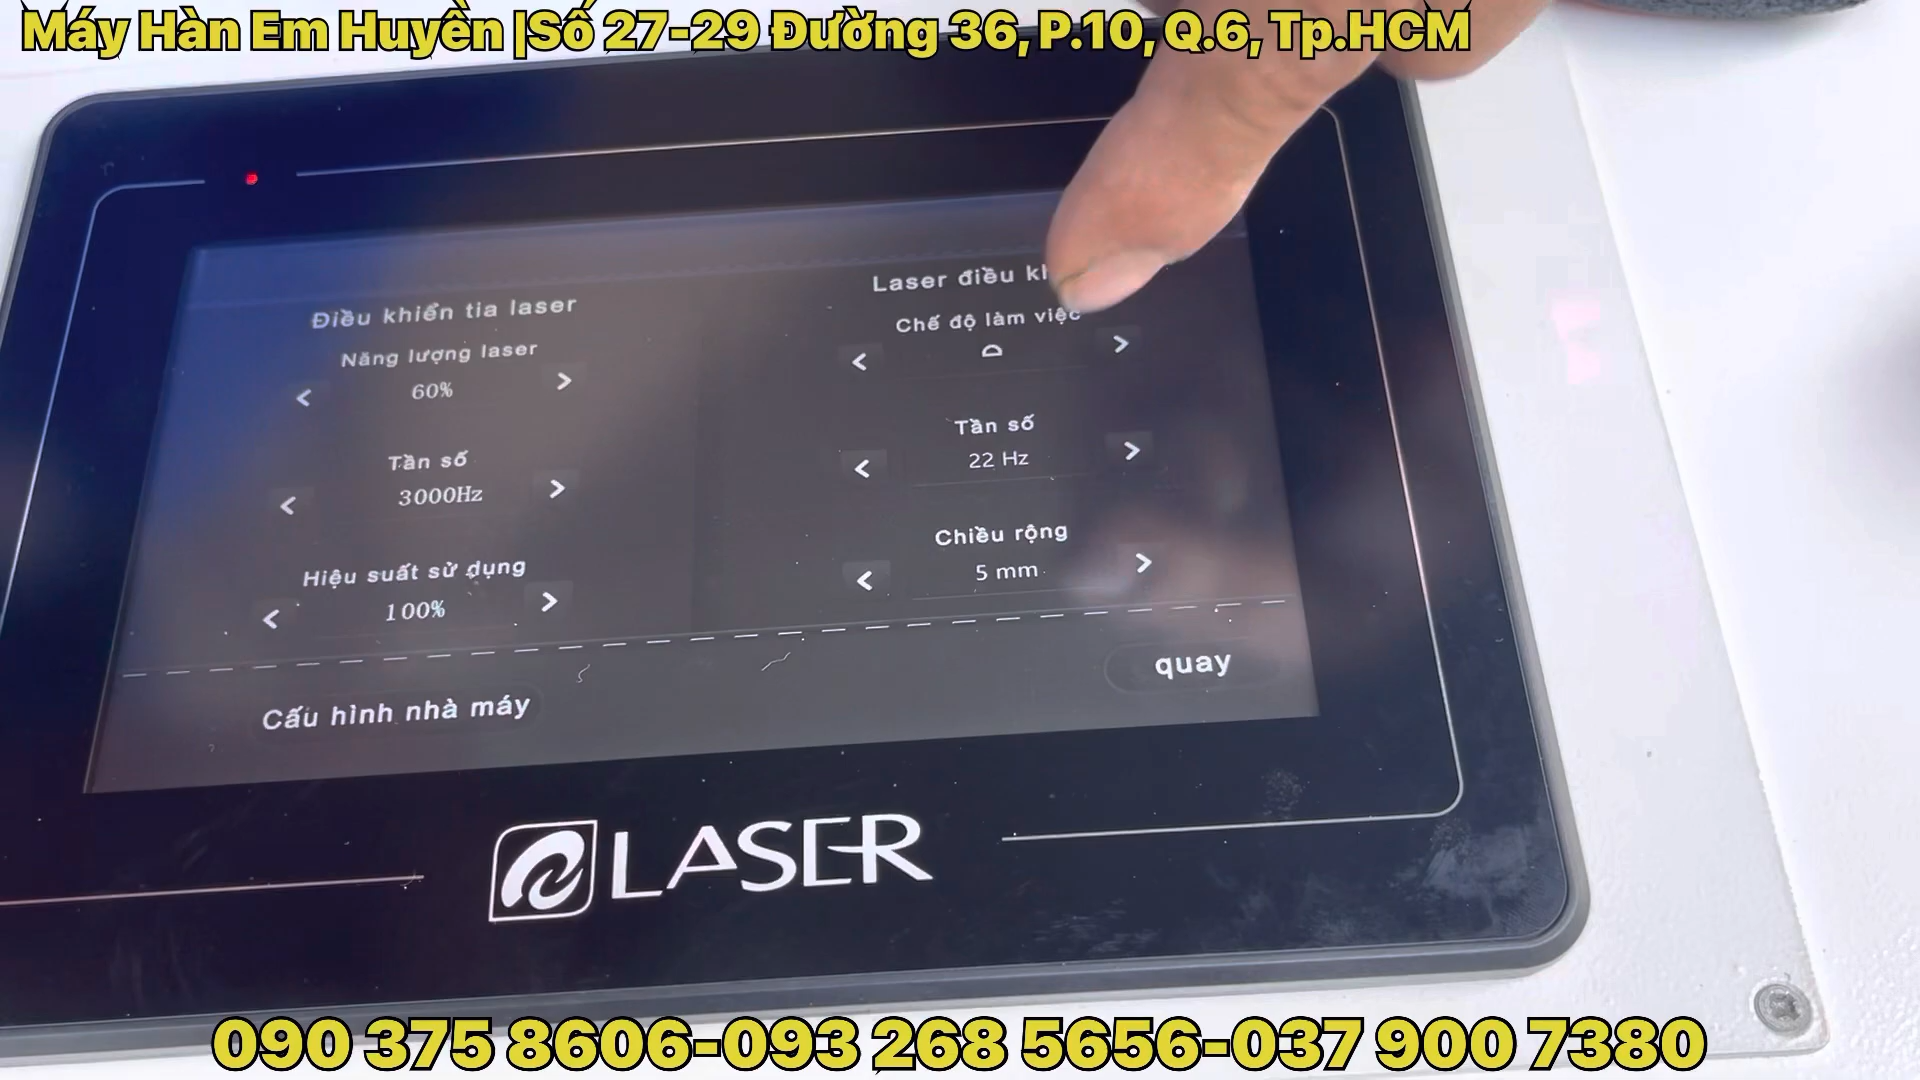 Máy Hàn Em Huyền |Số 27-29 Đường 36, P.10, Q.6, Tp.HCM
Điều khiển tia laser
Năng lượng laser
< 60% >
Tần số
< 3000Hz >
Hiệu suất sử dụng
< 100% >
Laser điều kh
Chế độ làm việc
< >
Tần số
< 22 Hz >
Chiều rộng
< 5 mm >
Cấu hình nhà máy
quay
LASER
090 375 8606-093 268 5656-037 900 7380